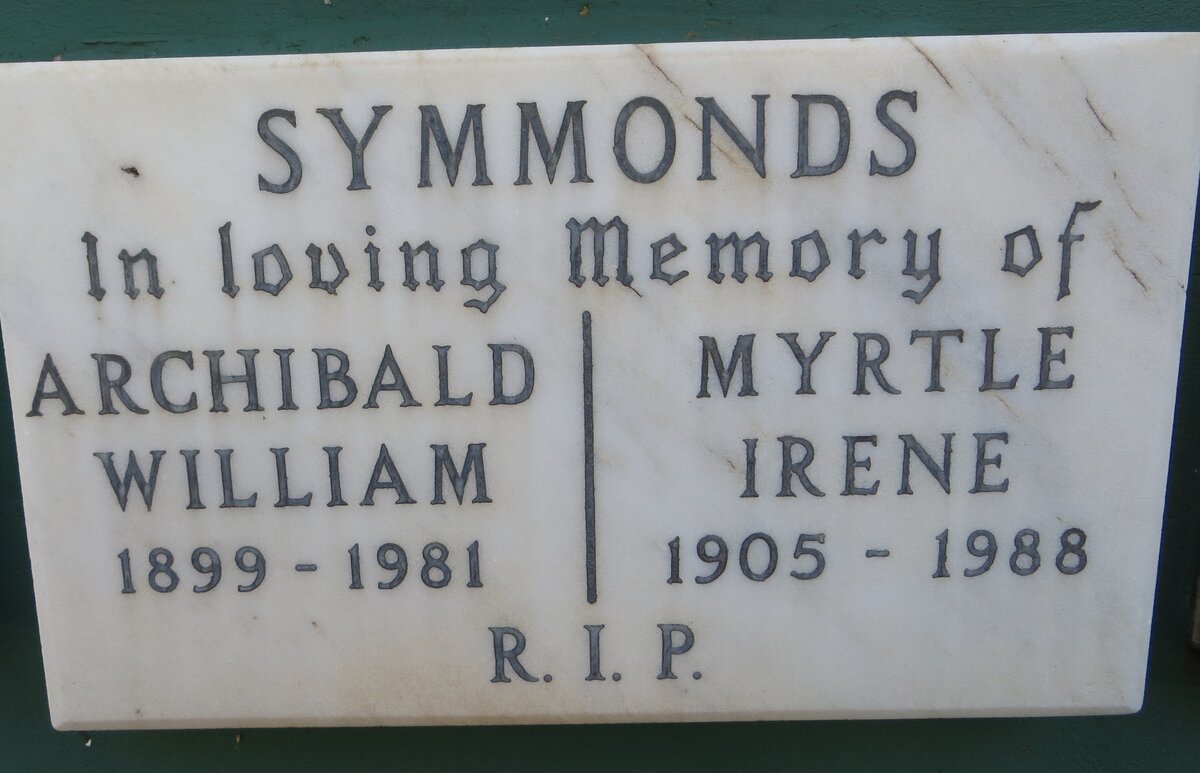 SYMMONDS
In loving Memory of
ARCHIBALD
WILLIAM
1899 - 1981
MYRTLE
IRENE
1905 - 1988
R. I. P.